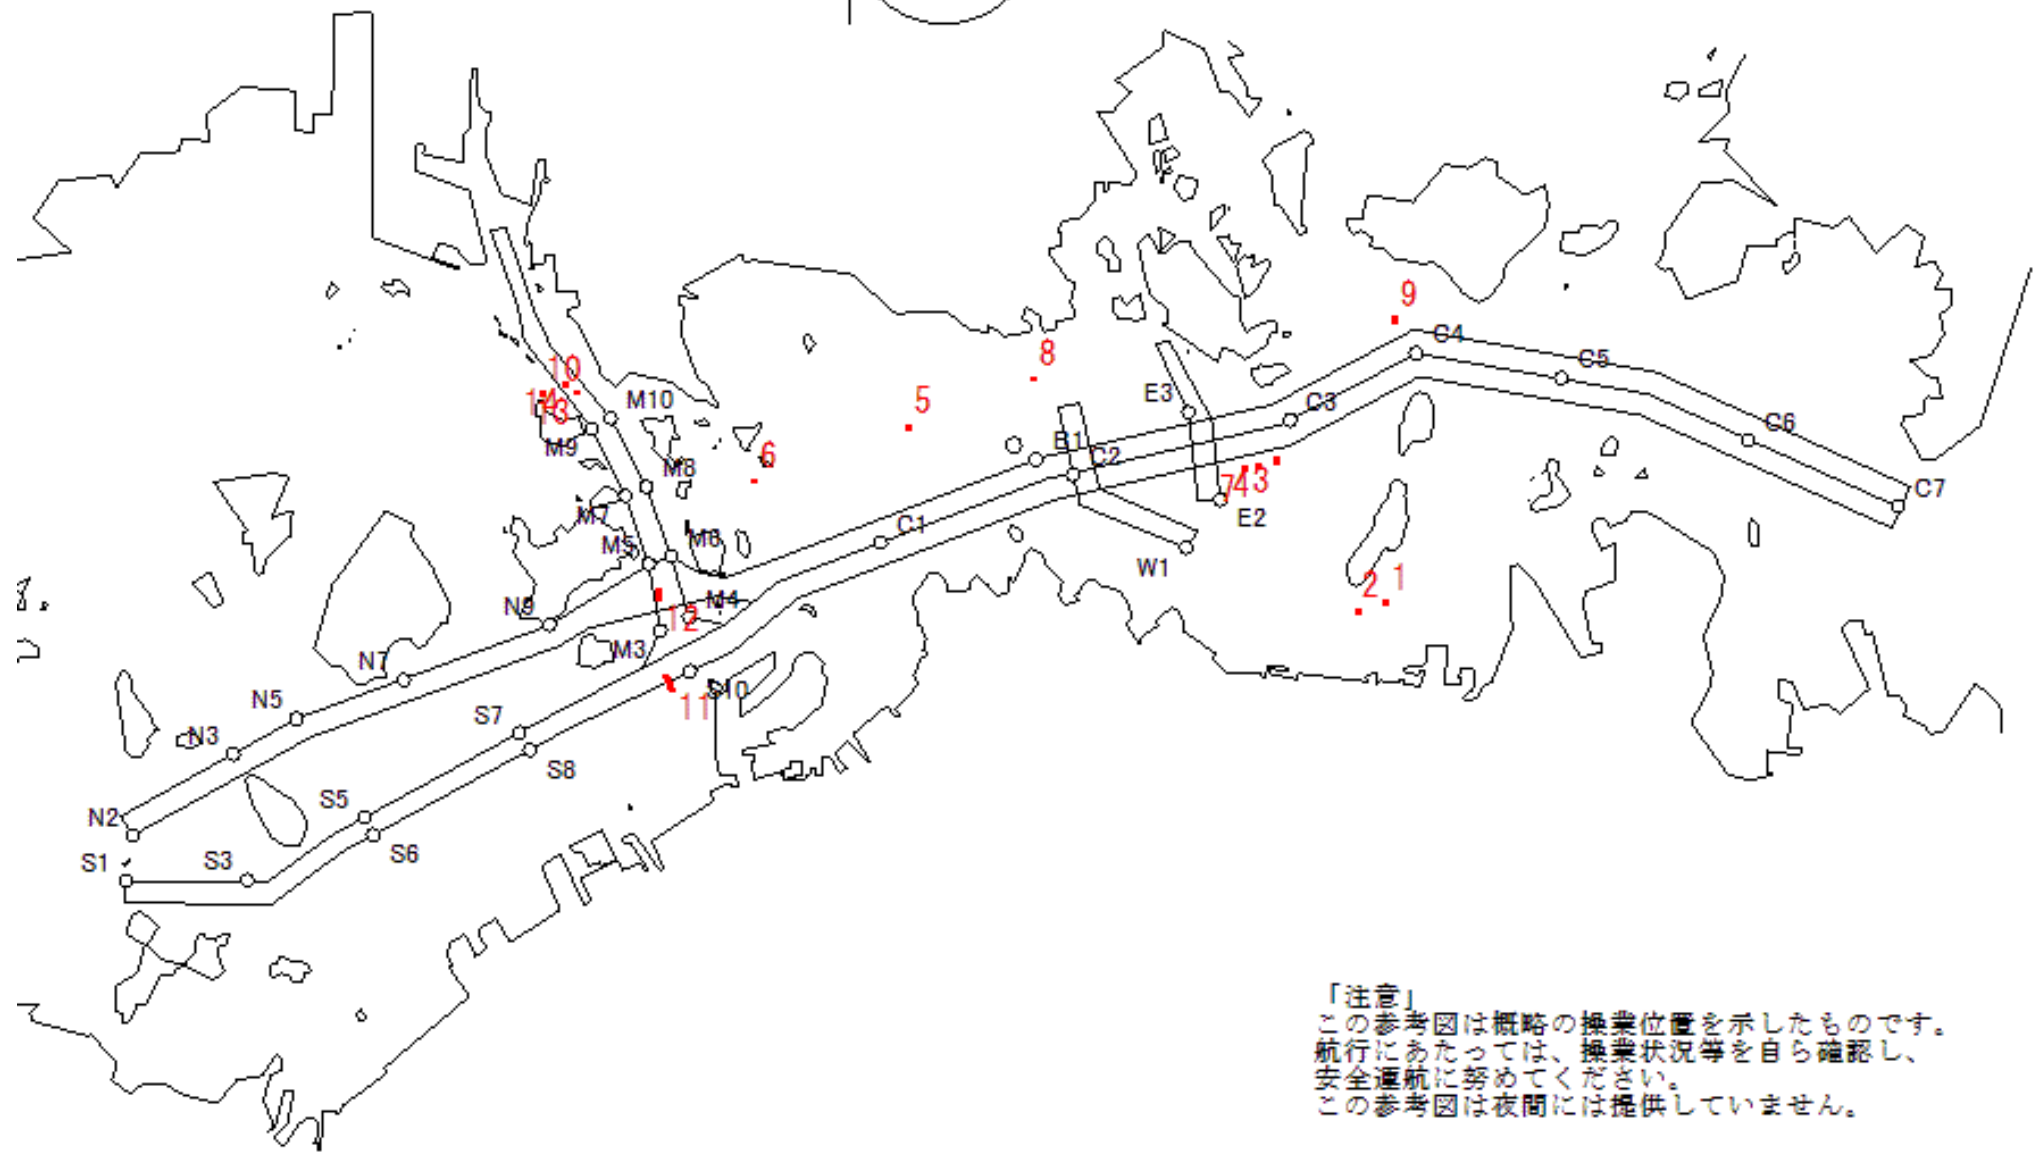 9
C4
8
C5
10
M10
14
13
5
E3
C3
M9
6
B1
C6
M8
C2
7
4
3
C7
M7
E2
M5
M6
C1
W1
2
1
N9
M4
12
M3
N7
S10
11
N5
S7
N3
S8
S5
N2
S6
S1
S3
「注意」
この参考図は概略の操業位置を示したものです。
航行にあたっては、操業状況等を自ら確認し、
安全運航に努めてください。
この参考図は夜間には提供していません。